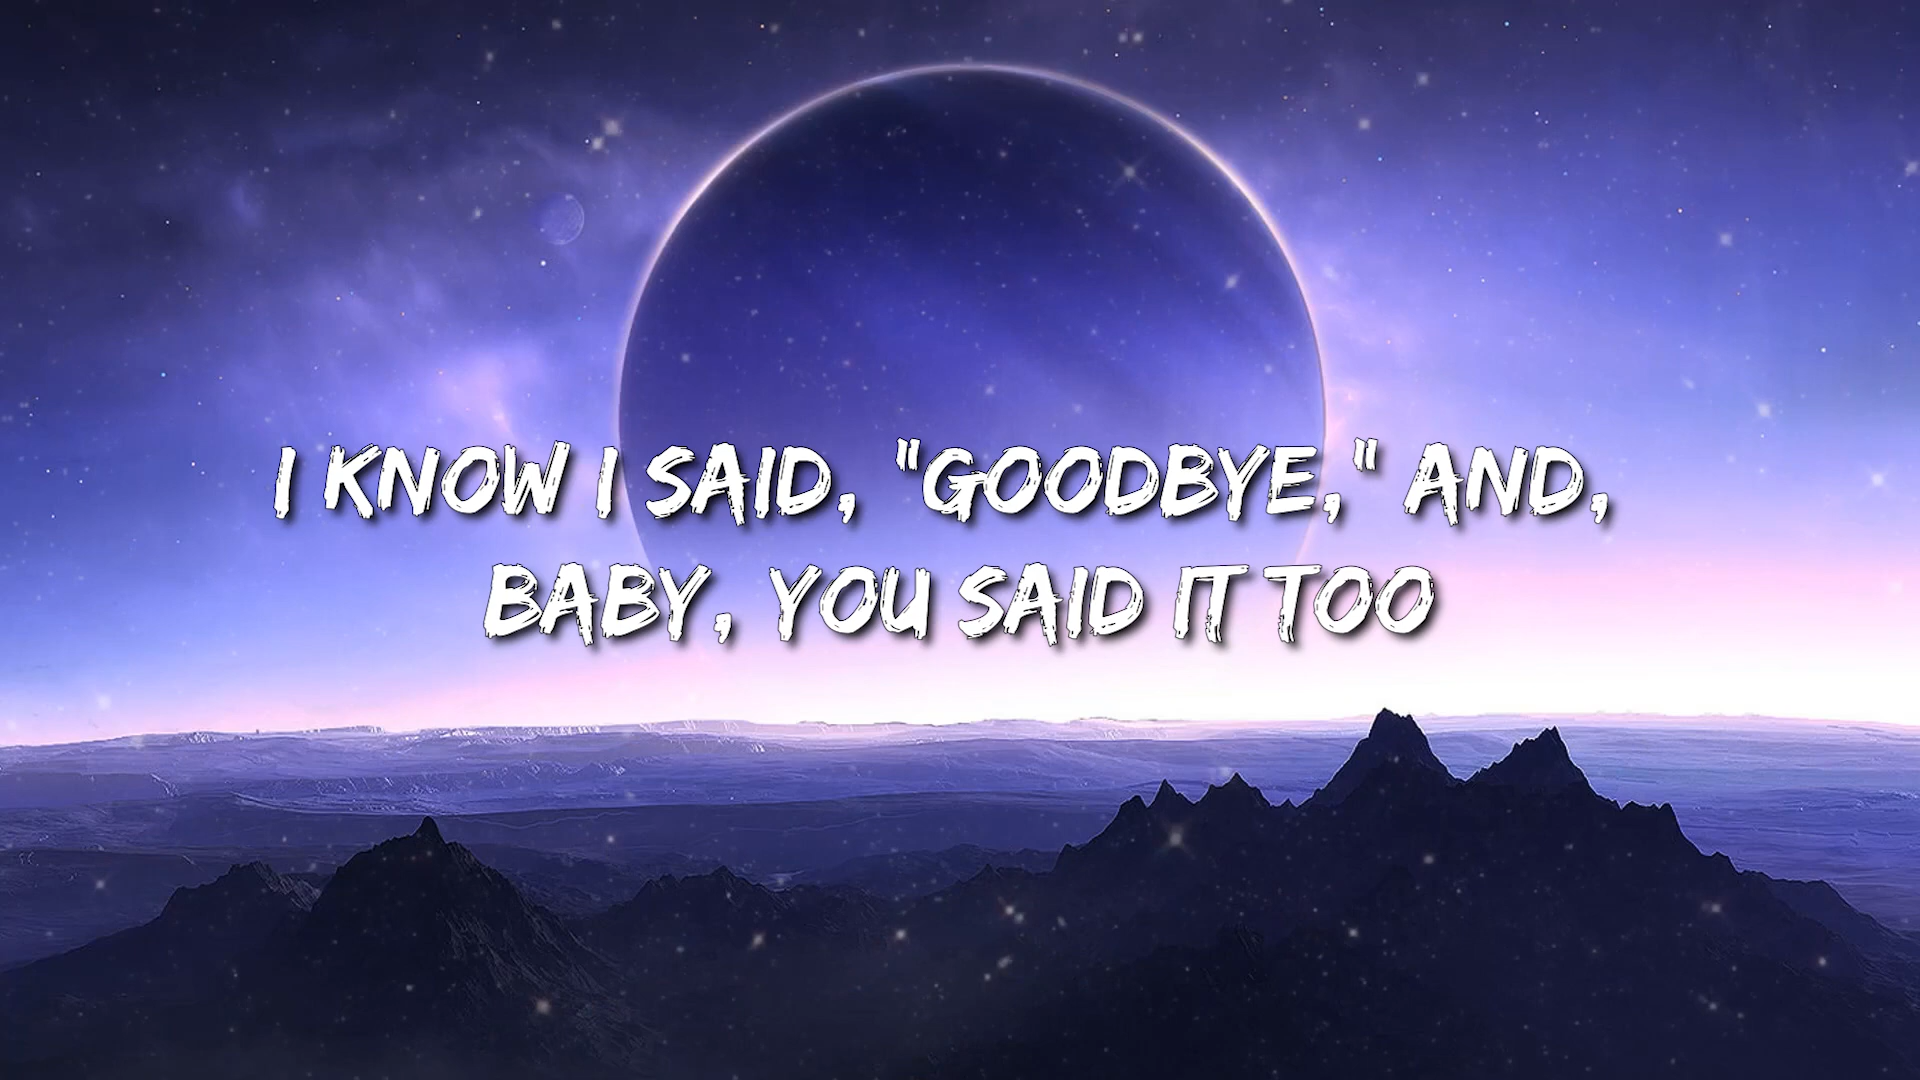 I KNOW I SAID, "GOODBYE," AND,
BABY, YOU SAID IT TOO